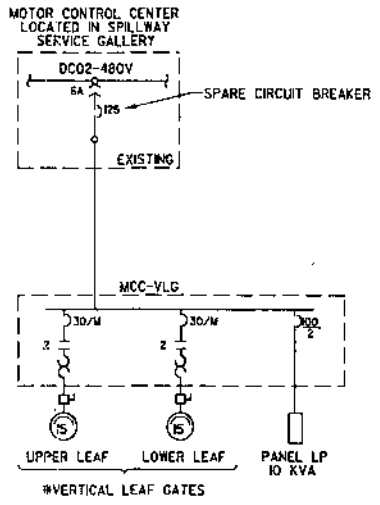 MOTOR CONTROL CENTER
LOCATED IN SPILLWAY
SERVICE GALLERY
DC02-480V
6A
125
SPARE CIRCUIT BREAKER
EXISTING
MCC-VLG
30/M
30/M
100
2
2
2
15
15
UPPER LEAF
LOWER LEAF
PANEL LP
10 KVA
*VERTICAL LEAF GATES